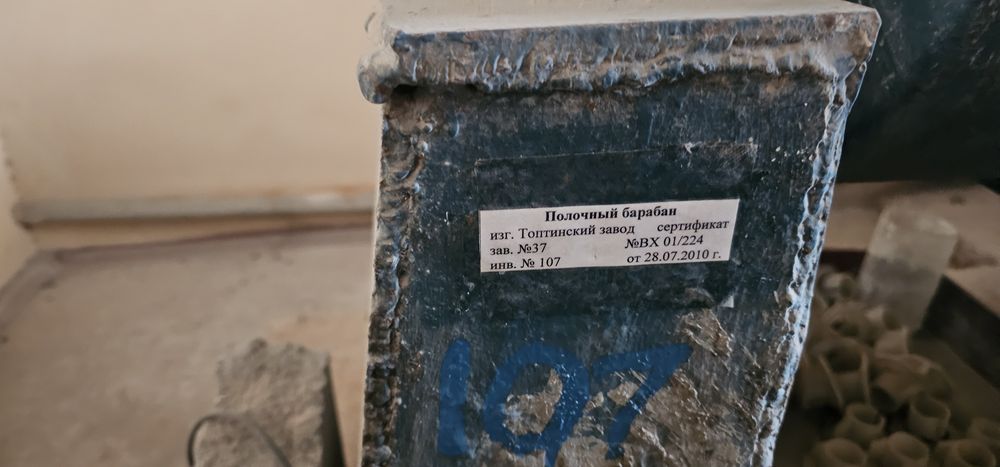 Полочный барабан
изг. Топтинский завод сертификат
зав. №37 №ВХ 01/224
инв. № 107 от 28.07.2010 г.
107